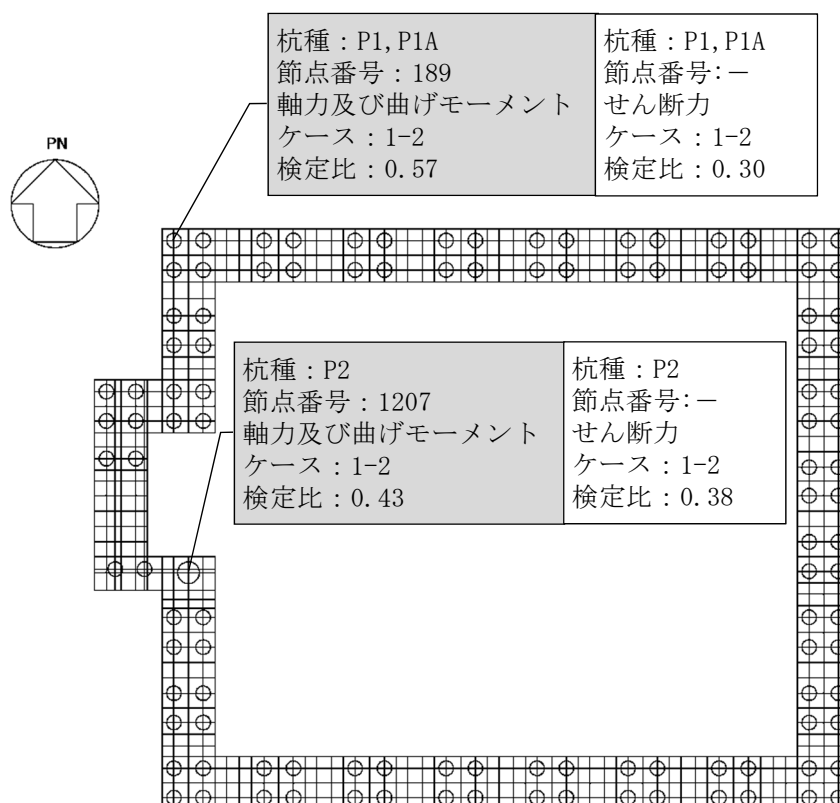 杭種：P1,P1A
節点番号：189
軸力及び曲げモーメント
ケース：1-2
検定比：0.57
杭種：P1,P1A
節点番号:－
せん断力
ケース：1-2
検定比：0.30
PN
杭種：P2
節点番号：1207
軸力及び曲げモーメント
ケース：1-2
検定比：0.43
杭種：P2
節点番号:－
せん断力
ケース：1-2
検定比：0.38